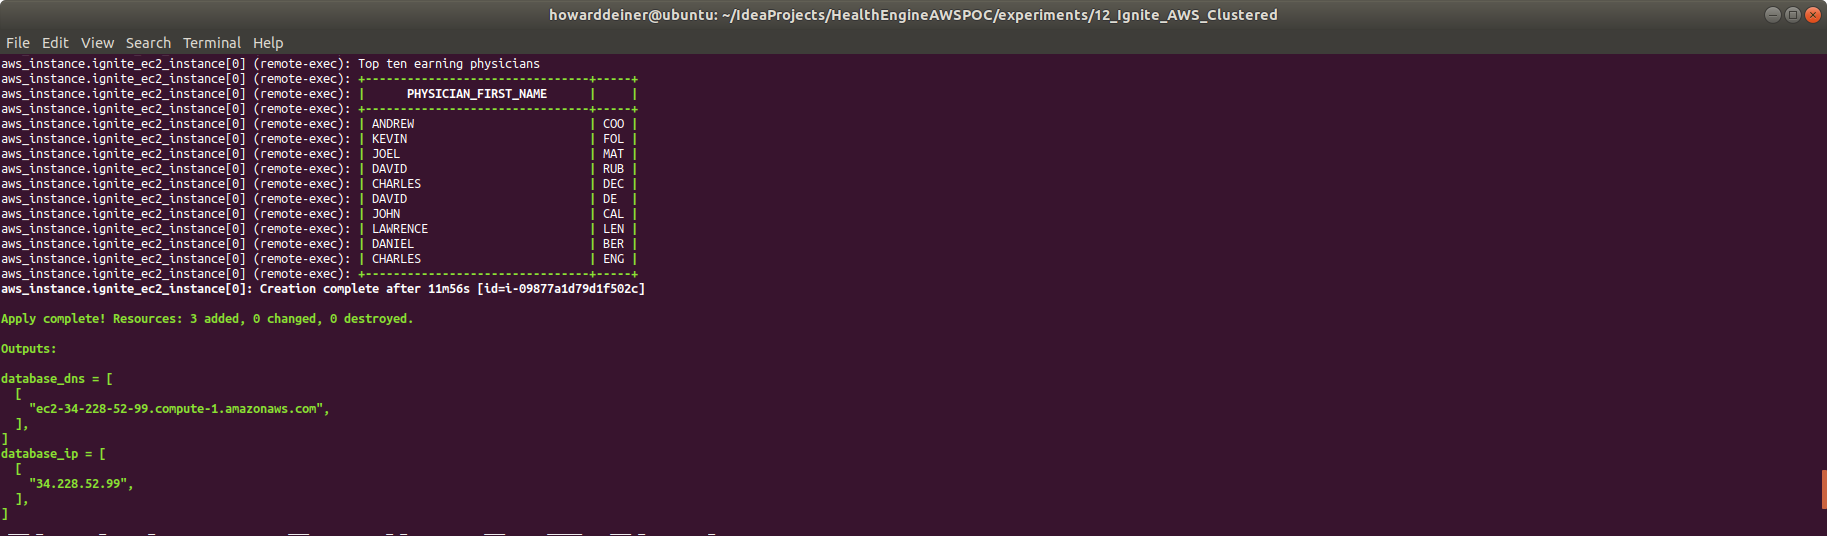 howarddeiner@ubuntu: ~/IdeaProjects/HealthEngineAWSPOC/experiments/12_Ignite_AWS_Clustered
File Edit View Search Terminal Help
aws_instance.ignite_ec2_instance[0] (remote-exec): Top ten earning physicians
aws_instance.ignite_ec2_instance[0] (remote-exec): +--------------------------------+-----+
aws_instance.ignite_ec2_instance[0] (remote-exec): |      PHYSICIAN_FIRST_NAME      |     |
aws_instance.ignite_ec2_instance[0] (remote-exec): +--------------------------------+-----+
aws_instance.ignite_ec2_instance[0] (remote-exec): | ANDREW                         | COO |
aws_instance.ignite_ec2_instance[0] (remote-exec): | KEVIN                          | FOL |
aws_instance.ignite_ec2_instance[0] (remote-exec): | JOEL                           | MAT |
aws_instance.ignite_ec2_instance[0] (remote-exec): | DAVID                          | RUB |
aws_instance.ignite_ec2_instance[0] (remote-exec): | CHARLES                        | DEC |
aws_instance.ignite_ec2_instance[0] (remote-exec): | DAVID                          | DE  |
aws_instance.ignite_ec2_instance[0] (remote-exec): | JOHN                           | CAL |
aws_instance.ignite_ec2_instance[0] (remote-exec): | LAWRENCE                       | LEN |
aws_instance.ignite_ec2_instance[0] (remote-exec): | DANIEL                         | BER |
aws_instance.ignite_ec2_instance[0] (remote-exec): | CHARLES                        | ENG |
aws_instance.ignite_ec2_instance[0] (remote-exec): +--------------------------------+-----+
aws_instance.ignite_ec2_instance[0]: Creation complete after 11m56s [id=i-09877a1d79d1f502c]
Apply complete! Resources: 3 added, 0 changed, 0 destroyed.
Outputs:
database_dns = [
  [
    "ec2-34-228-52-99.compute-1.amazonaws.com",
  ],
]
database_ip = [
  [
    "34.228.52.99",
  ],
]